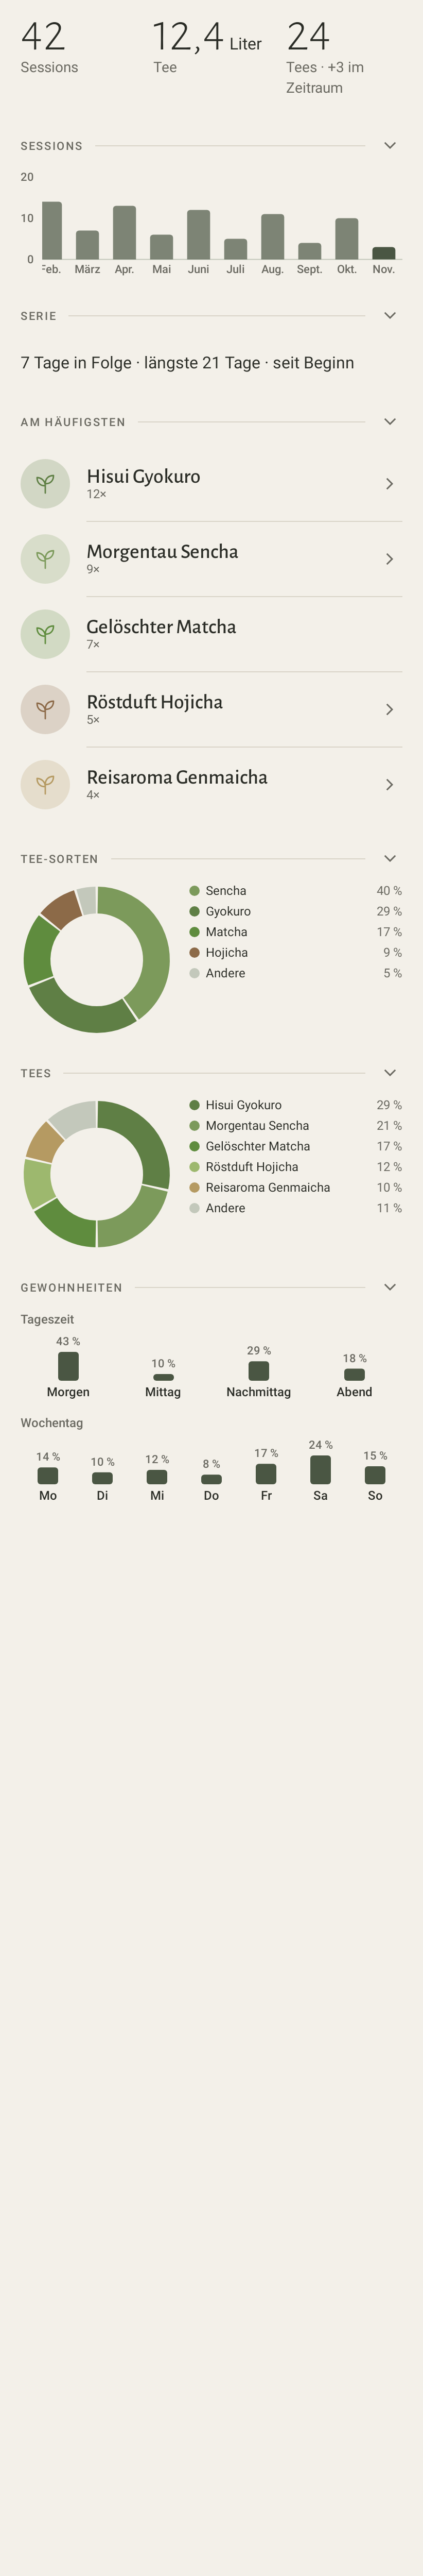 42
Sessions
12,4 Liter
Tee
24
Tees · +3 im
Zeitraum
SESSIONS
20
10
0
Feb. März Apr. Mai Juni Juli Aug. Sept. Okt. Nov.
SERIE
7 Tage in Folge · längste 21 Tage · seit Beginn
AM HÄUFIGSTEN
Hisui Gyokuro
12×
Morgentau Sencha
9×
Gelöschter Matcha
7×
Röstduft Hojicha
5×
Reisaroma Genmaicha
4×
TEE-SORTEN
Sencha 40 %
Gyokuro 29 %
Matcha 17 %
Hojicha 9 %
Andere 5 %
TEES
Hisui Gyokuro 29 %
Morgentau Sencha 21 %
Gelöschter Matcha 17 %
Röstduft Hojicha 12 %
Reisaroma Genmaicha 10 %
Andere 11 %
GEWOHNHEITEN
Tageszeit
43 % 10 % 29 % 18 %
Morgen Mittag Nachmittag Abend
Wochentag
14 % 10 % 12 % 8 % 17 % 24 % 15 %
Mo Di Mi Do Fr Sa So